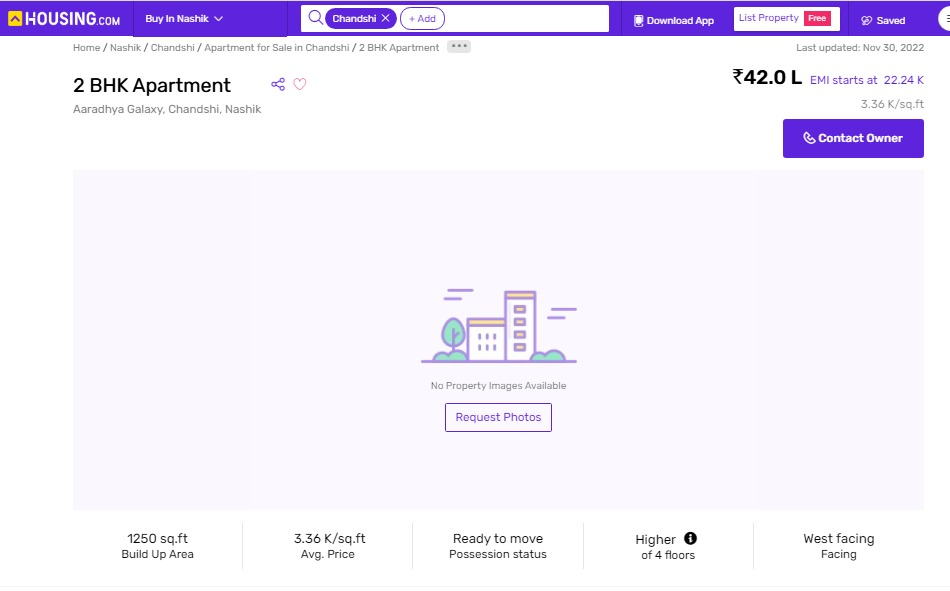 HOUSING.COM Buy In Nashik Chandshi + Add Download App List Property Free Saved
Home / Nashik / Chandshi / Apartment for Sale in Chandshi / 2 BHK Apartment Last updated: Nov 30, 2022
2 BHK Apartment ₹42.0 L EMI starts at 22.24 K
Aaradhya Galaxy, Chandshi, Nashik 3.36 K/sq.ft
Contact Owner
No Property Images Available
Request Photos
1250 sq.ft 3.36 K/sq.ft Ready to move Higher West facing
Build Up Area Avg. Price Possession status of 4 floors Facing